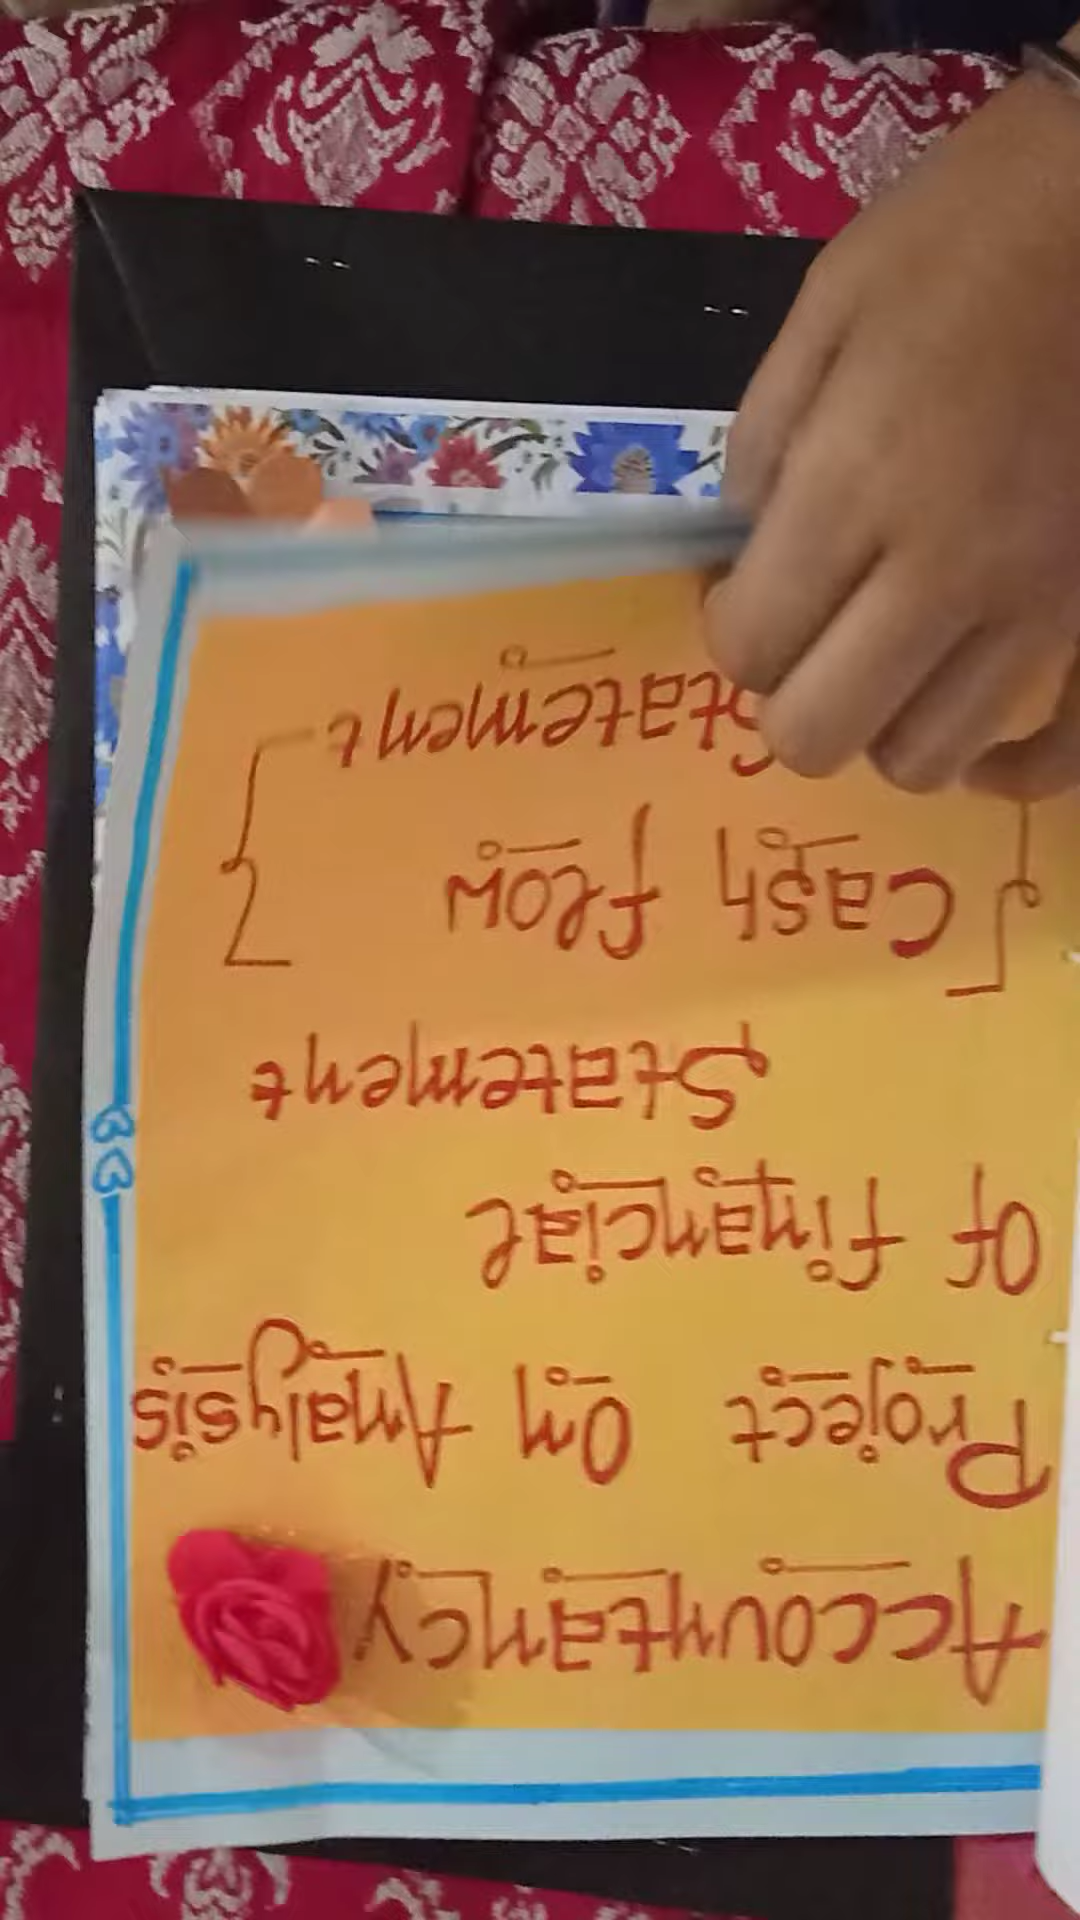 Accountancy
Project On Analysis
Of Financial
Statement
Cash flow
Statement